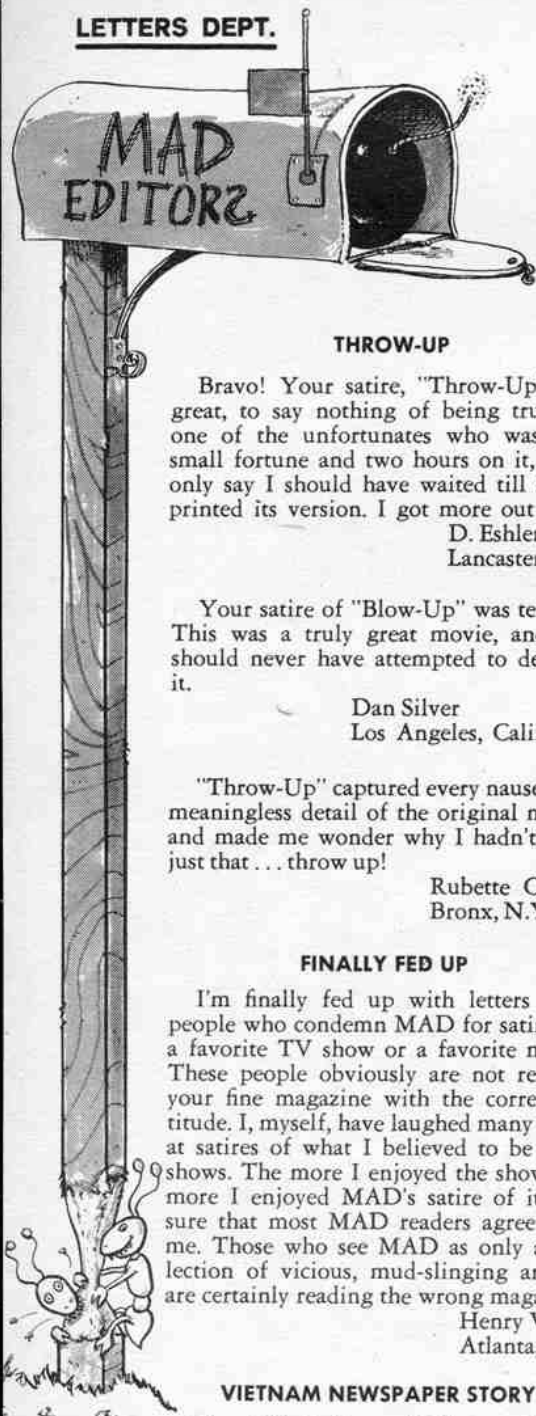 LETTERS DEPT.
MAD
EDITORS
THROW-UP
Bravo! Your satire, "Throw-Up
great, to say nothing of being tru
one of the unfortunates who was
small fortune and two hours on it,
only say I should have waited till
printed its version. I got more out
D. Eshler
Lancaster
Your satire of "Blow-Up" was te
This was a truly great movie, an
should never have attempted to de
it.
Dan Silver
Los Angeles, Cali
"Throw-Up" captured every nause
meaningless detail of the original n
and made me wonder why I hadn't
just that . . . throw up!
Rubette C
Bronx, N.Y
FINALLY FED UP
I'm finally fed up with letters
people who condemn MAD for sati
a favorite TV show or a favorite n
These people obviously are not re
your fine magazine with the corre
titude. I, myself, have laughed many
at satires of what I believed to be
shows. The more I enjoyed the show
more I enjoyed MAD's satire of it
sure that most MAD readers agree
me. Those who see MAD as only a
lection of vicious, mud-slinging a
are certainly reading the wrong maga
Henry V
Atlanta
VIETNAM NEWSPAPER STORY